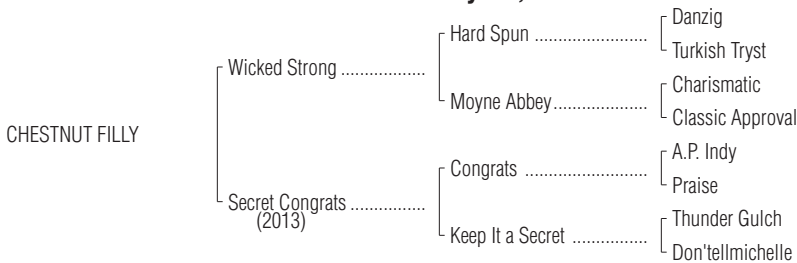 Danzig
Hard Spun ......................
Turkish Tryst
Wicked Strong .................
Charismatic
Moyne Abbey ...................
Classic Approval
CHESTNUT FILLY
A.P. Indy
Congrats ........................
Praise
Secret Congrats ...............
(2013)
Thunder Gulch
Keep It a Secret ...............
Don'tellmichelle